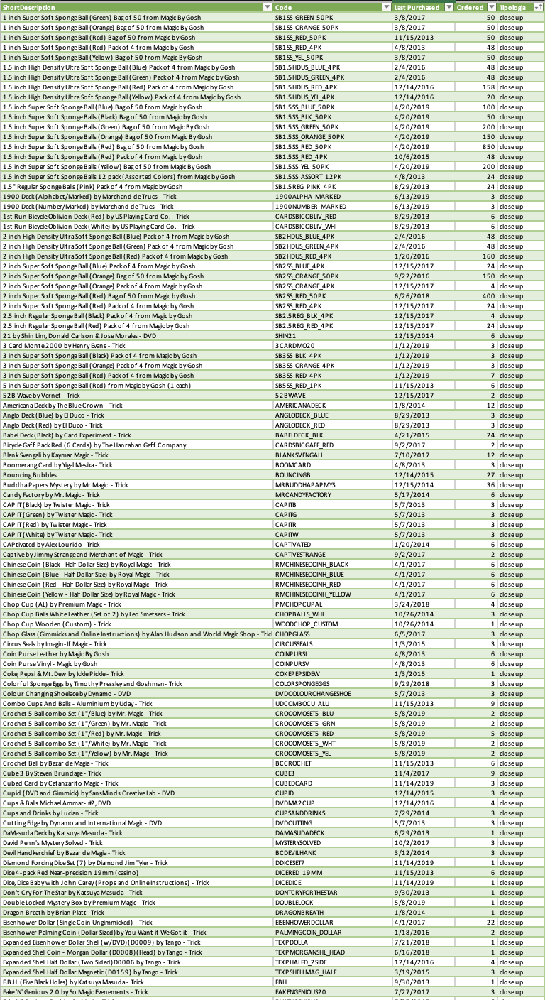 ShortDescription Code Last Purchased Ordered Tipologia
1 inch Super Soft Sponge Ball (Green) Bag of 50 from Magic By Gosh SB1SS_GREEN_50PK 3/8/2017 50 closeup
1 inch Super Soft Sponge Ball (Orange) Bag of 50 from Magic By Gosh SB1SS_ORANGE_50PK 3/8/2017 50 closeup
1 inch Super Soft Sponge Ball (Red) Bag of 50 from Magic by Gosh SB1SS_RED_50PK 11/15/2013 50 closeup
1 inch Super Soft Sponge Ball (Red) Pack of 4 from Magic by Gosh SB1SS_RED_4PK 4/8/2013 48 closeup
1 inch Super Soft Sponge Ball (Yellow) Bag of 50 from Magic By Gosh SB1SS_YEL_50PK 3/8/2017 50 closeup
1.5 inch High Density Ultra Soft Sponge Ball (Blue) Pack of 4 from Magic by Gosh SB1.5HDUS_BLUE_4PK 2/4/2016 48 closeup
1.5 inch High Density Ultra Soft Sponge Ball (Green) Pack of 4 from Magic by Gosh SB1.5HDUS_GREEN_4PK 2/4/2016 48 closeup
1.5 inch High Density Ultra Soft Sponge Ball (Red) Pack of 4 from Magic by Gosh SB1.5HDUS_RED_4PK 12/14/2016 158 closeup
1.5 inch High Density Ultra Soft Sponge Ball (Yellow) Pack of 4 from Magic by Gosh SB1.5HDUS_YEL_4PK 12/14/2016 20 closeup
1.5 inch Super Soft Sponge Ball (Blue) Bag of 50 from Magic by Gosh SB1.5SS_BLUE_50PK 4/20/2019 100 closeup
1.5 inch Super Soft Sponge Balls (Black) Bag of 50 from Magic by Gosh SB1.5SS_BLK_50PK 4/20/2019 50 closeup
1.5 inch Super Soft Sponge Balls (Green) Bag of 50 from Magic by Gosh SB1.5SS_GREEN_50PK 4/20/2019 200 closeup
1.5 inch Super Soft Sponge Balls (Orange) Bag of 50 from Magic by Gosh SB1.5SS_ORANGE_50PK 4/20/2019 150 closeup
1.5 inch Super Soft Sponge Balls (Red) Bag of 50 from Magic by Gosh SB1.5SS_RED_50PK 4/20/2019 850 closeup
1.5 inch Super Soft Sponge Balls (Red) Pack of 4 from Magic by Gosh SB1.5SS_RED_4PK 10/6/2015 48 closeup
1.5 inch Super Soft Sponge Balls (Yellow) Bag of 50 from Magic by Gosh SB1.5SS_YEL_50PK 4/20/2019 200 closeup
1.5 inch Super Soft Sponge Balls 12 pack (Assorted Colors) from Magic by Gosh SB1.5SS_ASSORT_12PK 4/8/2013 24 closeup
1.5" Regular Sponge Balls (Pink) Pack of 4 from Magic by Gosh SB1.5REG_PINK_4PK 8/29/2013 24 closeup
1900 Deck (Alphabet/Marked) by Marchand de Trucs - Trick 1900ALPHA_MARKED 6/13/2019 3 closeup
1900 Deck (Number/Marked) by Marchand de Trucs - Trick 1900NUMBER_MARKED 6/13/2019 3 closeup
1st Run Bicycle Oblivion Deck (Red) by US Playing Card Co. - Trick CARDSBICOBLIV_RED 8/29/2013 6 closeup
1st Run Bicycle Oblivion Deck (White) by US Playing Card Co. - Trick CARDSBICOBLIV_WHI 8/29/2013 6 closeup
2 inch High Density Ultra Soft Sponge Ball (Blue) Pack of 4 from Magic by Gosh SB2HDUS_BLUE_4PK 2/4/2016 48 closeup
2 inch High Density Ultra Soft Sponge Ball (Green) Pack of 4 from Magic by Gosh SB2HDUS_GREEN_4PK 2/4/2016 48 closeup
2 inch High Density Ultra Soft Sponge Ball (Red) Pack of 4 from Magic by Gosh SB2HDUS_RED_4PK 1/20/2016 160 closeup
2 inch Super Soft Sponge Ball (Blue) Pack of 4 from Magic by Gosh SB2SS_BLUE_4PK 12/15/2017 24 closeup
2 inch Super Soft Sponge Ball (Orange) Bag of 50 from Magic by Gosh SB2SS_ORANGE_50PK 9/22/2016 150 closeup
2 inch Super Soft Sponge Ball (Orange) Pack of 4 from Magic by Gosh SB2SS_ORANGE_4PK 12/15/2017 4 closeup
2 inch Super Soft Sponge Ball (Red) Bag of 50 from Magic by Gosh SB2SS_RED_50PK 6/26/2018 400 closeup
2 inch Super Soft Sponge Ball (Red) Pack of 4 from Magic by Gosh SB2SS_RED_4PK 12/15/2017 24 closeup
2.5 inch Regular Sponge Ball (Black) Pack of 4 from Magic by Gosh SB2.5REG_BLK_4PK 12/15/2017 4 closeup
2.5 inch Regular Sponge Ball (Red) Pack of 4 from Magic by Gosh SB2.5REG_RED_4PK 12/15/2017 24 closeup
21 by Shin Lim, Donald Carlson & Jose Morales - DVD SHIN21 12/15/2014 6 closeup
3 Card Monte 2000 by Henry Evans - Trick 3CARDMO20 1/12/2019 3 closeup
3 inch Super Soft Sponge Ball (Black) Pack of 4 from Magic by Gosh SB3SS_BLK_4PK 1/12/2019 3 closeup
3 inch Super Soft Sponge Ball (Orange) Pack of 4 from Magic by Gosh SB3SS_ORANGE_4PK 1/12/2019 3 closeup
3 inch Super Soft Sponge Ball (Red) Pack of 4 from Magic by Gosh SB3SS_RED_4PK 1/12/2019 7 closeup
5 inch Super Soft Sponge Ball (Red) from Magic by Gosh (1 each) SB5SS_RED_1PK 11/15/2013 6 closeup
52B Wave by Vernet - Trick 52BWAVE 12/15/2017 2 closeup
Americana Deck by The Blue Crown - Trick AMERICANADECK 1/8/2014 12 closeup
Anglo Deck (Blue) by El Duco - Trick ANGLODECK_BLUE 8/29/2013 3 closeup
Anglo Deck (Red) by El Duco - Trick ANGLODECK_RED 8/29/2013 3 closeup
Babel Deck (Black) by Card Experiment - Trick BABELDECK_BLK 4/21/2015 24 closeup
Bicycle Gaff Pack Red (6 Cards) by The Hanrahan Gaff Company CARDSBICGAFF_RED 9/2/2017 2 closeup
Blank Svengali by Kaymar Magic - Trick BLANKSVENGALI 7/10/2017 12 closeup
Boomerang Card by Yigal Mesika - Trick BOOMCARD 4/8/2013 3 closeup
Bouncing Bubbles BOUNCINGB 12/14/2015 27 closeup
Buddha Papers Mystery by Mr Magic - Trick MRBUDDHAPAPMYS 12/15/2014 36 closeup
Candy Factory by Mr. Magic - Trick MRCANDYFACTORY 5/17/2014 6 closeup
CAP IT (Black) by Twister Magic - Trick CAPITB 5/7/2013 3 closeup
CAP IT (Green) by Twister Magic - Trick CAPITG 5/7/2013 3 closeup
CAP IT (Red) by Twister Magic - Trick CAPITR 5/7/2013 3 closeup
CAP IT (White) by Twister Magic - Trick CAPITW 5/7/2013 3 closeup
CAPtivated by Alex Lourido - Trick CAPTIVATED 1/20/2014 6 closeup
Captive by Jimmy Strange and Merchant of Magic - Trick CAPTIVESTRANGE 9/2/2017 2 closeup
Chinese Coin (Black - Half Dollar Size) by Royal Magic - Trick RMCHINESECOINH_BLACK 4/1/2017 6 closeup
Chinese Coin (Blue - Half Dollar Size) by Royal Magic - Trick RMCHINESECOINH_BLUE 4/1/2017 6 closeup
Chinese Coin (Red - Half Dollar Size) by Royal Magic - Trick RMCHINESECOINH_RED 4/1/2017 6 closeup
Chinese Coin (Yellow - Half Dollar Size) by Royal Magic - Trick RMCHINESECOINH_YELLOW 4/1/2017 6 closeup
Chop Cup (AL) by Premium Magic - Trick PMCHOPCUPAL 3/24/2018 4 closeup
Chop Cup Balls White Leather (Set of 2) by Leo Smetsers - Trick CHOPBALLS_WHI 10/26/2014 3 closeup
Chop Cup Wooden (Custom) - Trick WOODCHOP_CUSTOM 10/26/2014 1 closeup
Chop Glass (Gimmicks and Online Instructions) by Alan Hudson and World Magic Shop - Tricl CHOPGLASS 6/5/2017 3 closeup
Circus Seals by Imagin-If Magic - Trick CIRCUSSEALS 1/3/2015 3 closeup
Coin Purse Leather by Magic By Gosh COINPURSL 4/8/2013 6 closeup
Coin Purse Vinyl - Magic by Gosh COINPURSV 4/8/2013 6 closeup
Coke, Pepsi & Mt. Dew by Ickle Pickle - Trick COKEPEPSIDEW 1/3/2015 1 closeup
Colorful Sponge Eggs by Timothy Pressley and Goshman - Trick COLORSPONGEGGS 9/29/2018 3 closeup
Colour Changing Shoelace by Dynamo - DVD DVDCOLOURCHANGESHOE 5/7/2013 3 closeup
Combo Cups And Balls - Aluminium by Uday - Trick UDCOMBOCU_ALU 11/15/2013 9 closeup
Crochet 5 Ball combo Set (1"/Blue) by Mr. Magic - Trick CROCOMOSET5_BLU 5/8/2019 2 closeup
Crochet 5 Ball combo Set (1"/Green) by Mr. Magic - Trick CROCOMOSET5_GRN 5/8/2019 2 closeup
Crochet 5 Ball combo Set (1"/Red) by Mr. Magic - Trick CROCOMOSET5_RED 5/8/2019 5 closeup
Crochet 5 Ball combo Set (1"/White) by Mr. Magic - Trick CROCOMOSET5_WHT 5/8/2019 2 closeup
Crochet 5 Ball combo Set (1"/Yellow) by Mr. Magic - Trick CROCOMOSET5_YEL 5/8/2019 2 closeup
Crochet Ball by Bazar de Magia - Trick BCCROCHET 11/15/2013 6 closeup
Cube 3 By Steven Brundage - Trick CUBE3 11/4/2017 9 closeup
Cubed Card by Catanzarito Magic - Trick CUBEDCARD 11/14/2019 3 closeup
Cupid (DVD and Gimmick) by SansMinds Creative Lab - DVD CUPID 12/14/2015 3 closeup
Cups & Balls Michael Ammar- #2, DVD DVDMA2CUP 12/14/2016 4 closeup
Cups and Drinks by Lucian - Trick CUPSANDDRINKS 7/29/2014 3 closeup
Cutting Edge by Dynamo and International Magic - DVD DVDCUTTING 5/7/2013 3 closeup
DaMasuda Deck by Katsuya Masuda - Trick DAMASUDADECK 6/29/2013 1 closeup
David Penn's Mystery Solved - Trick MYSTERYSOLVED 10/2/2017 3 closeup
Devil Handkerchief by Bazar de Magia - Trick BCDEVILHANK 3/12/2014 3 closeup
Diamond Forcing Dice Set (7) by Diamond Jim Tyler - Trick DDICESET7 11/14/2019 1 closeup
Dice 4-pack Red Near-precision 19mm (casino) DICERED_19MM 11/15/2013 6 closeup
Dice, Dice Baby with John Carey (Props and Online Instructions) - Trick DICEDICE 11/14/2019 1 closeup
Don't Cry For The Star by Katsuya Masuda - Trick DONTCRYFORTHESTAR 9/30/2013 1 closeup
Double Locked Mystery Box by Premium Magic - Trick DOUBLELOCK 5/8/2019 1 closeup
Dragon Breath by Brian Platt- Trick DRAGONBREATH 1/8/2014 1 closeup
Eisenhower Dollar (Single Coin Ungimmicked) - Trick EISENHOWERDOLLAR 4/1/2017 22 closeup
Eisenhower Palming Coin (Dollar Sized)by You Want it We Got it - Trick PALMINGCOIN_DOLLAR 1/18/2016 2 closeup
Expanded Eisenhower Dollar Shell (w/DVD)(D0009) by Tango - Trick TEXPDOLLA 7/21/2018 1 closeup
Expanded Shell Coin - Morgan Dollar (D0008)(Head) by Tango - Trick TEXPMORGANSHL_HEAD 6/16/2018 1 closeup
Expanded Shell Half Dollar (Two Sided)D0006 by Tango - Trick TEXPHALFD_2SIDE 12/14/2016 4 closeup
Expanded Shell Half Dollar Magnetic (D0159) by Tango - Trick TEXPSHELLMAG_HALF 3/19/2015 3 closeup
F.B.H. (Five Black Holes) by Katsuya Masuda - Trick FBH 9/30/2013 1 closeup
Fake 'N' Genious 2.0 by So Magic Evenements - Trick FAKENGENIOUS20 7/27/2017 3 closeup